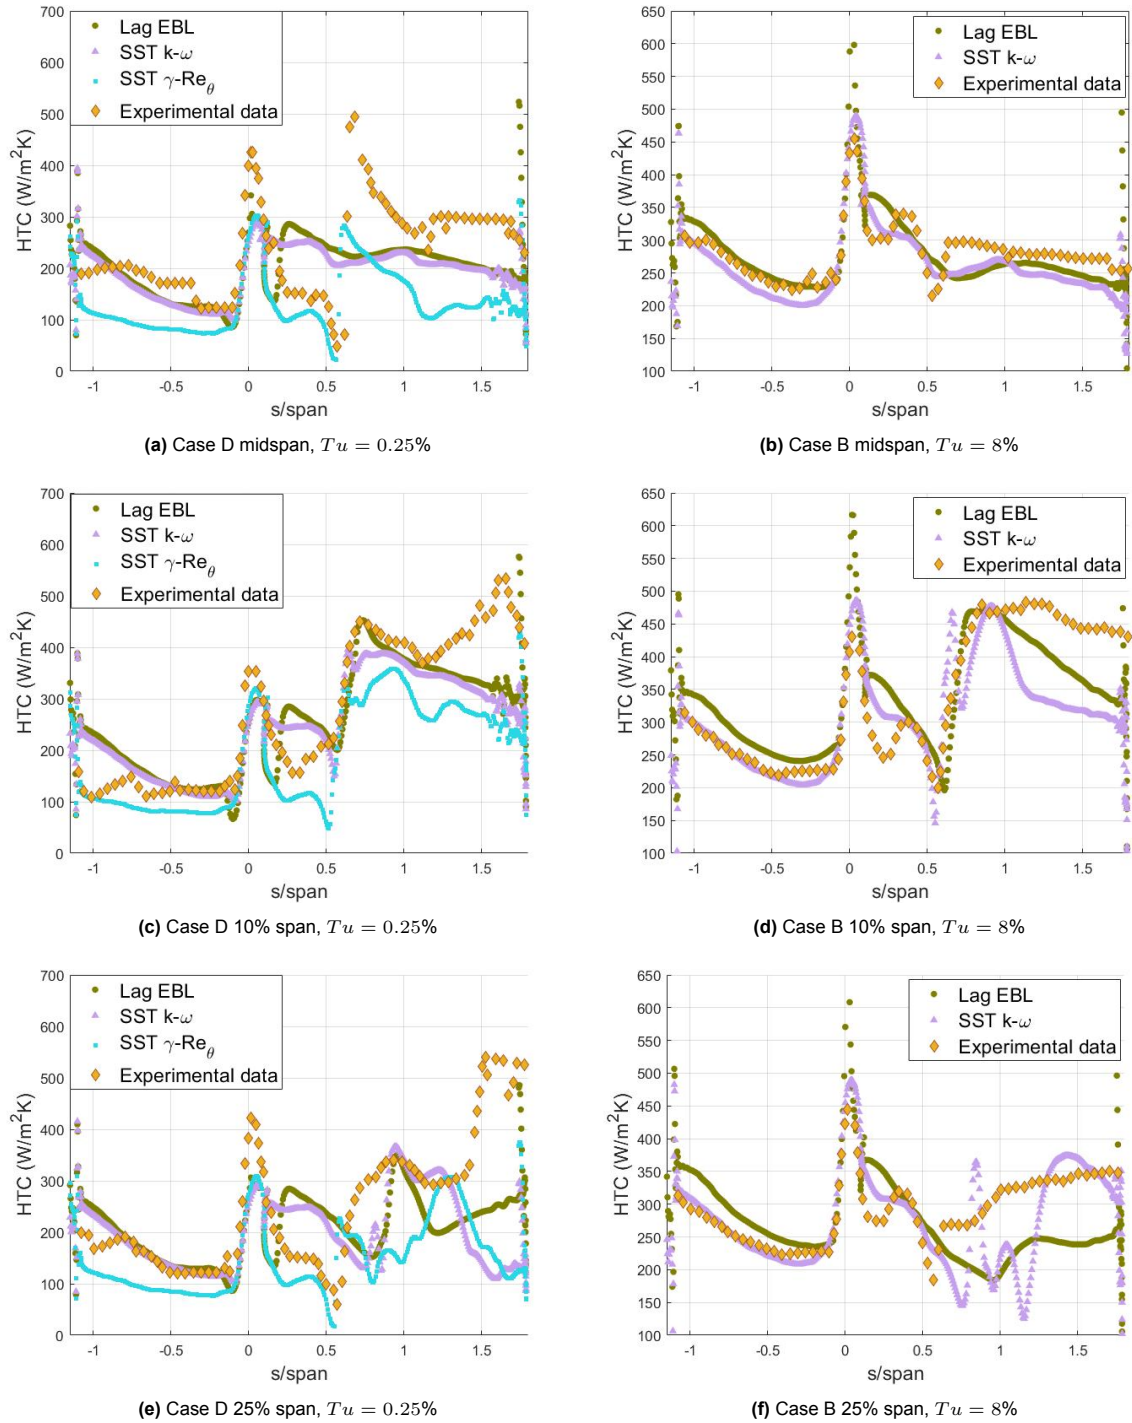 700
600
500
400
300
200
100
0
HTC (W/m²K)
Lag EBL
SST k-ω
SST γ-Reθ
Experimental data
-1 -0.5 0 0.5 1 1.5
s/span
(a) Case D midspan, Tu = 0.25%
650
600
550
500
450
400
350
300
250
200
150
100
HTC (W/m²K)
Lag EBL
SST k-ω
Experimental data
-1 -0.5 0 0.5 1 1.5
s/span
(b) Case B midspan, Tu = 8%
700
600
500
400
300
200
100
0
HTC (W/m²K)
Lag EBL
SST k-ω
SST γ-Reθ
Experimental data
-1 -0.5 0 0.5 1 1.5
s/span
(c) Case D 10% span, Tu = 0.25%
650
600
550
500
450
400
350
300
250
200
150
100
HTC (W/m²K)
Lag EBL
SST k-ω
Experimental data
-1 -0.5 0 0.5 1 1.5
s/span
(d) Case B 10% span, Tu = 8%
700
600
500
400
300
200
100
0
HTC (W/m²K)
Lag EBL
SST k-ω
SST γ-Reθ
Experimental data
-1 -0.5 0 0.5 1 1.5
s/span
(e) Case D 25% span, Tu = 0.25%
650
600
550
500
450
400
350
300
250
200
150
100
HTC (W/m²K)
Lag EBL
SST k-ω
Experimental data
-1 -0.5 0 0.5 1 1.5
s/span
(f) Case B 25% span, Tu = 8%